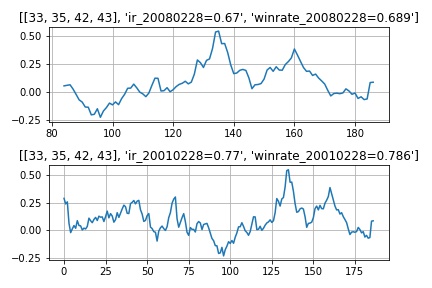 [[33, 35, 42, 43], 'ir_20080228=0.67', 'winrate_20080228=0.689']
0.50
0.25
0.00
−0.25
80 100 120 140 160 180
[[33, 35, 42, 43], 'ir_20010228=0.77', 'winrate_20010228=0.786']
0.50
0.25
0.00
−0.25
0 25 50 75 100 125 150 175